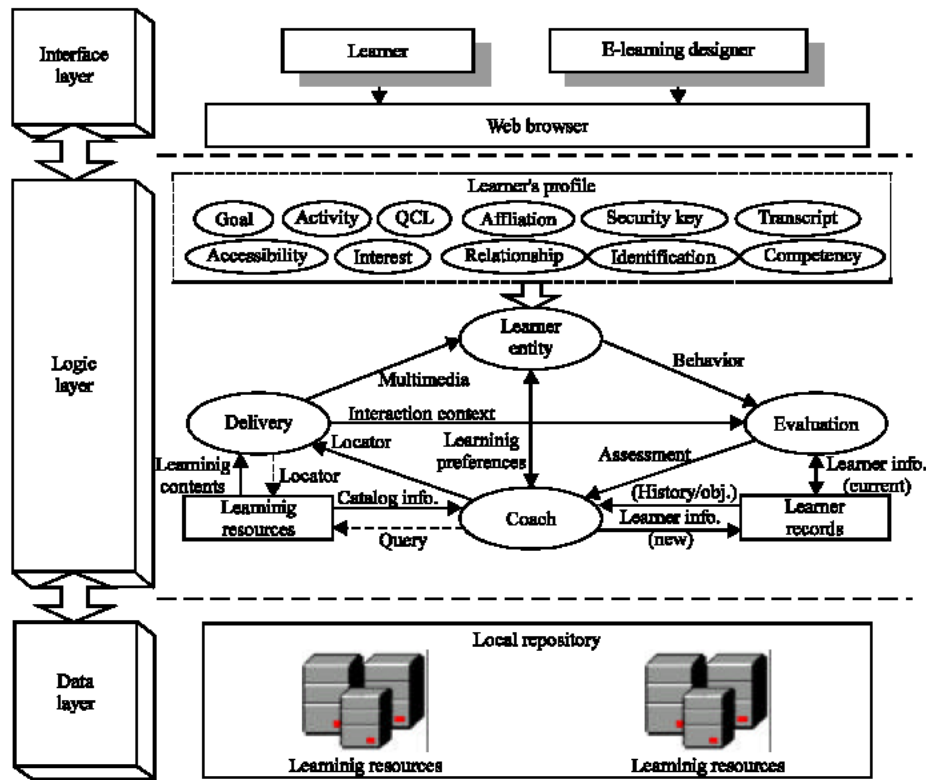 Interface
layer
Learner
E-learning designer
Web browser
Learner's profile
Goal
Activity
QCL
Affliation
Security key
Transcript
Accessibility
Interest
Relationship
Identification
Competency
Logic
layer
Learner
entity
Multimedia
Behavior
Delivery
Interaction context
Evaluation
Locator
Learninig
preferences
Assessment
Learninig
contents
Locator
Learner info.
(current)
Learninig
resources
Catalog info.
Query
Coach
(History/obj.)
Learner info.
(new)
Learner
records
Data
layer
Local repository
Learninig resources
Learninig resources